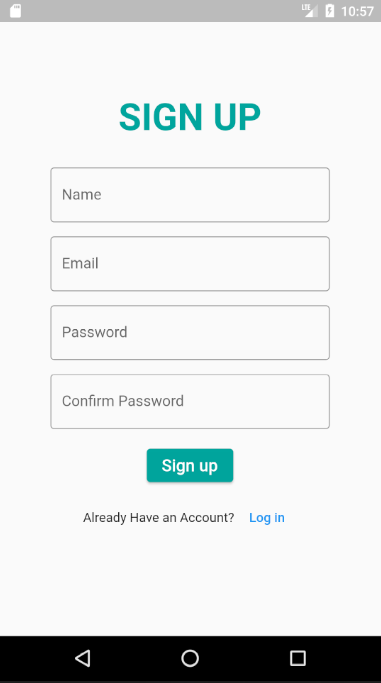 LTE 10:57
SIGN UP
Name
Email
Password
Confirm Password
Sign up
Already Have an Account? Log in